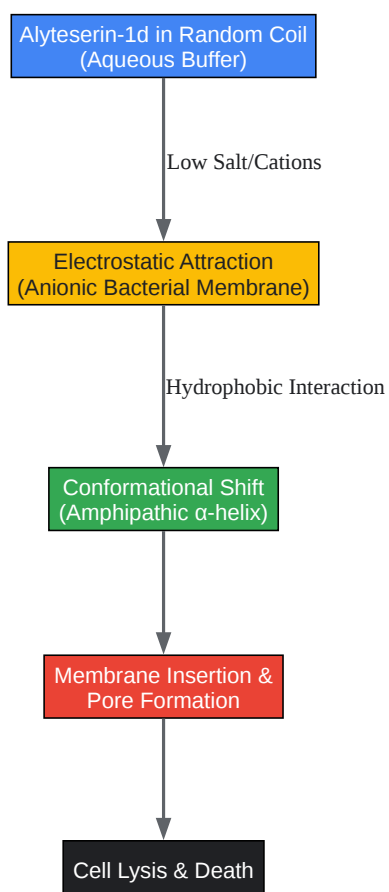 Alyteserin-1d in Random Coil
(Aqueous Buffer)
Low Salt/Cations
Electrostatic Attraction
(Anionic Bacterial Membrane)
Hydrophobic Interaction
Conformational Shift
(Amphipathic α-helix)
Membrane Insertion &
Pore Formation
Cell Lysis & Death